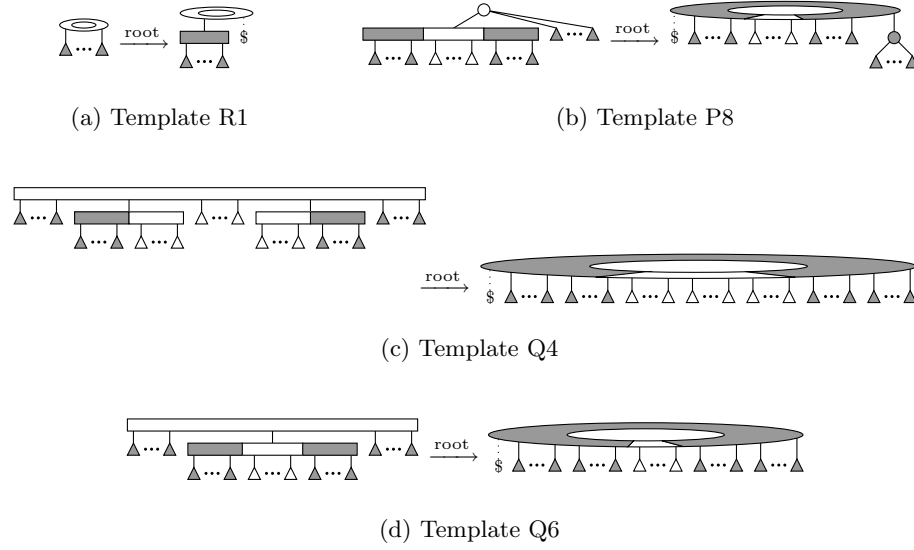 root
$
(a) Template R1
root
$
(b) Template P8
root
$
(c) Template Q4
root
$
(d) Template Q6